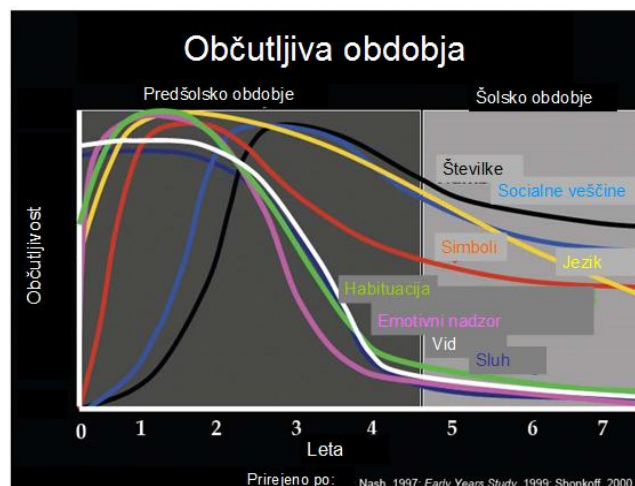 Občutljiva obdobja
Predšolsko obdobje
Šolsko obdobje
Občutljivost
Številke
Socialne veščine
Simboli
Jezik
Habituacija
Emotivni nadzor
Vid
Sluh
0 1 2 3 4 5 6 7
Leta
Prirejeno po: Nash, 1997; Early Years Study, 1999; Shonkoff, 2000